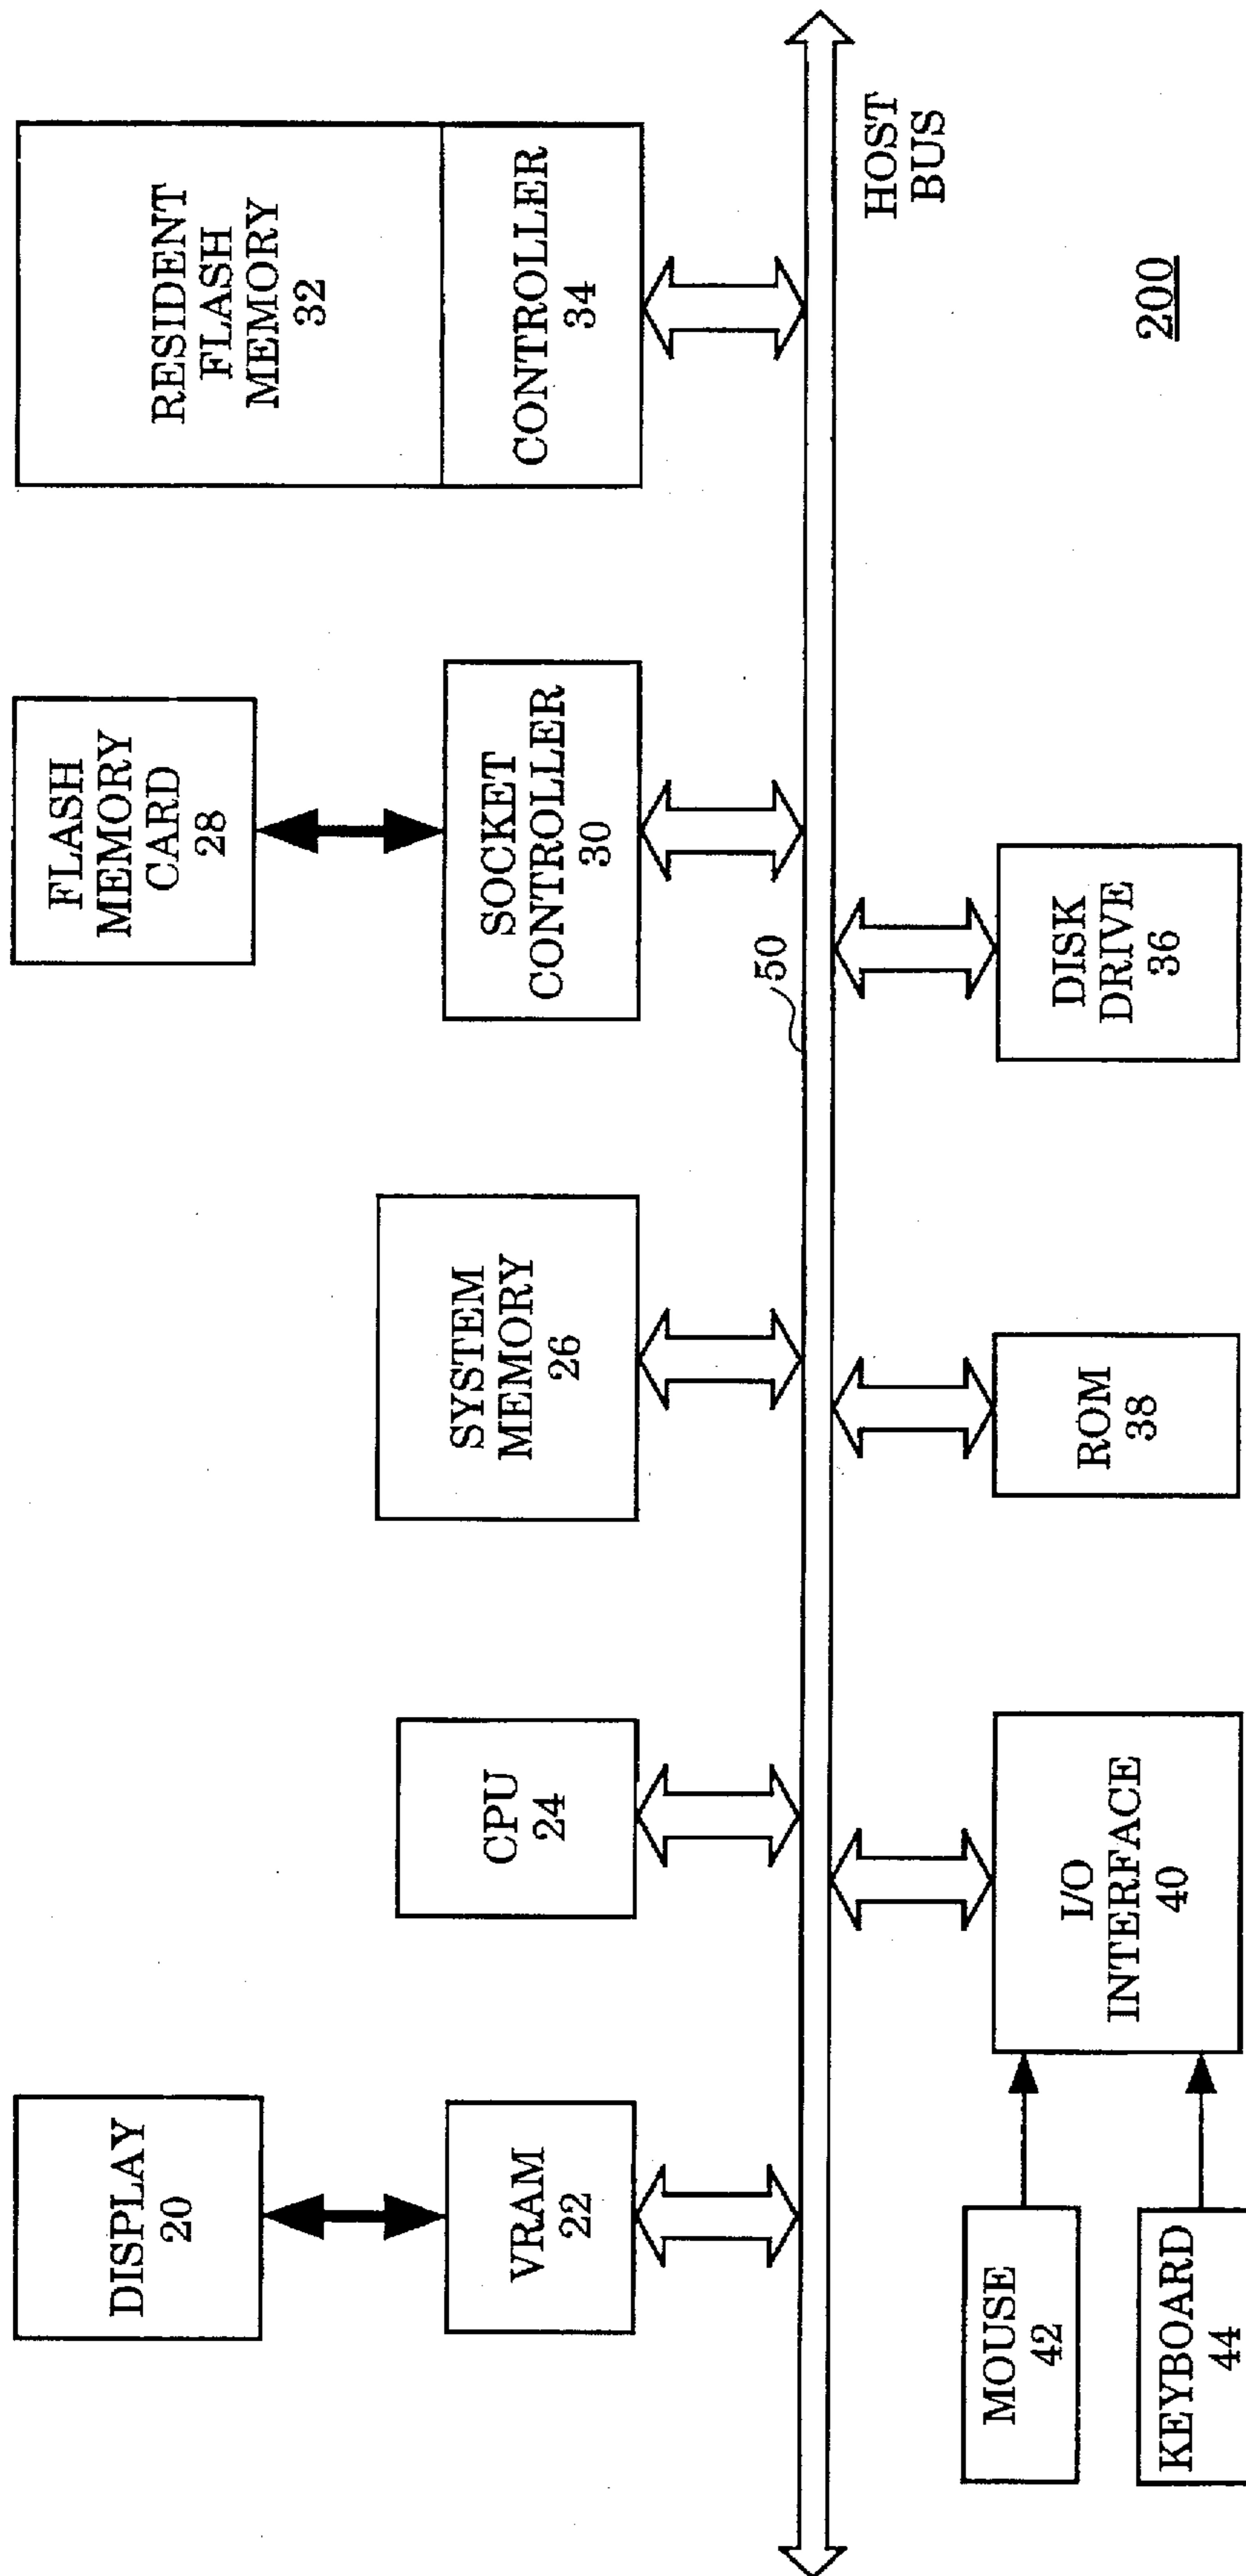 DISPLAY
20
VRAM
22
CPU
24
SYSTEM
MEMORY
26
FLASH
MEMORY
CARD
28
SOCKET
CONTROLLER
30
RESIDENT
FLASH
MEMORY
32
CONTROLLER
34
50
HOST
BUS
MOUSE
42
KEYBOARD
44
I/O
INTERFACE
40
ROM
38
DISK
DRIVE
36
200